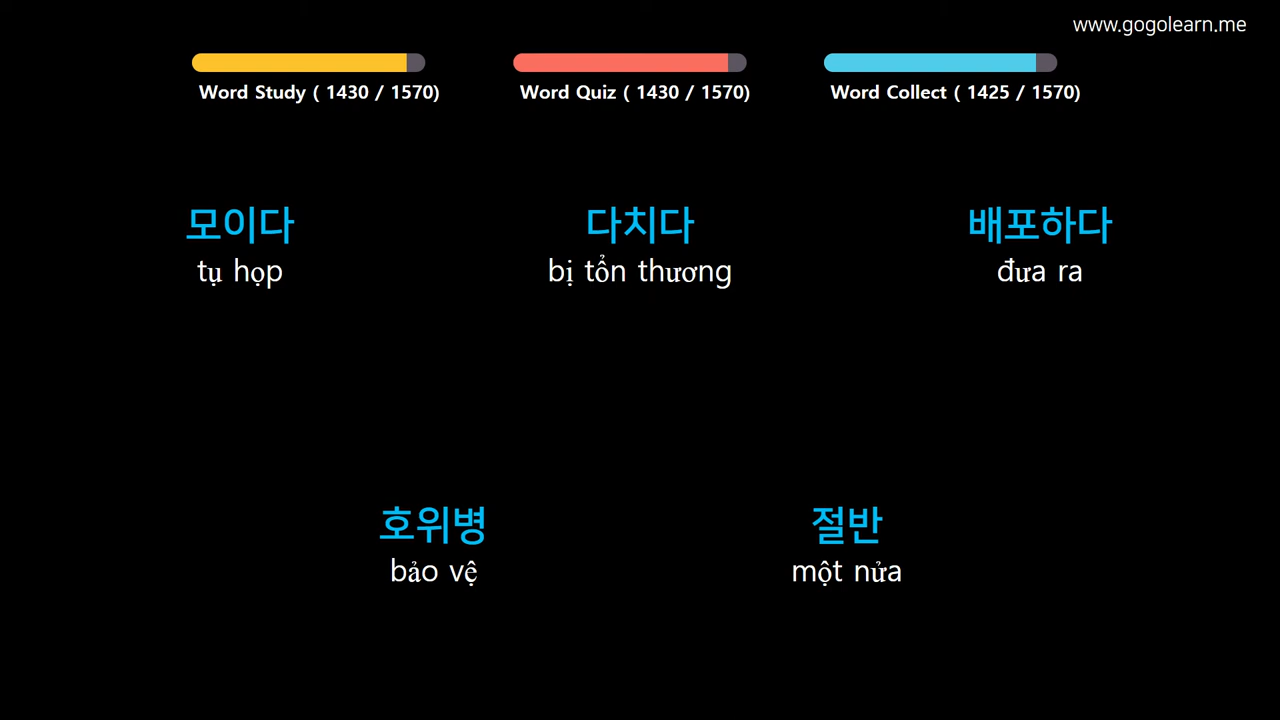 www.gogolearn.me
Word Study ( 1430 / 1570)
Word Quiz ( 1430 / 1570)
Word Collect ( 1425 / 1570)
모이다
tụ họp
다치다
bị tổn thương
배포하다
đưa ra
호위병
bảo vệ
절반
một nửa